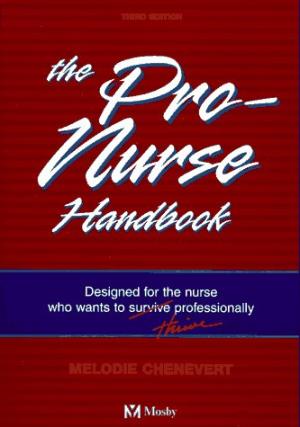 THIRD EDITION
the Pro-
Nurse
Handbook
Designed for the nurse
who wants to survive professionally
thrive
MELODIE CHENEVERT
M Mosby